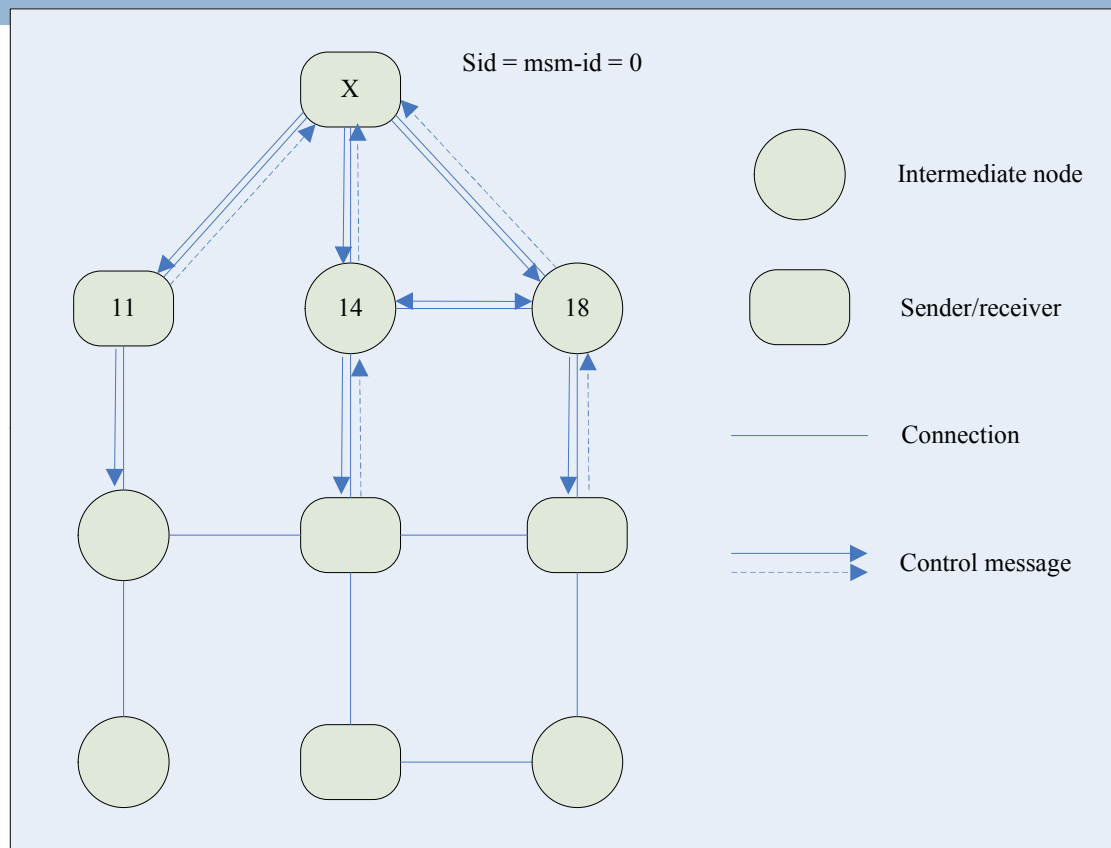 Sid = msm-id = 0
X
Intermediate node
11
14
18
Sender/receiver
Connection
Control message